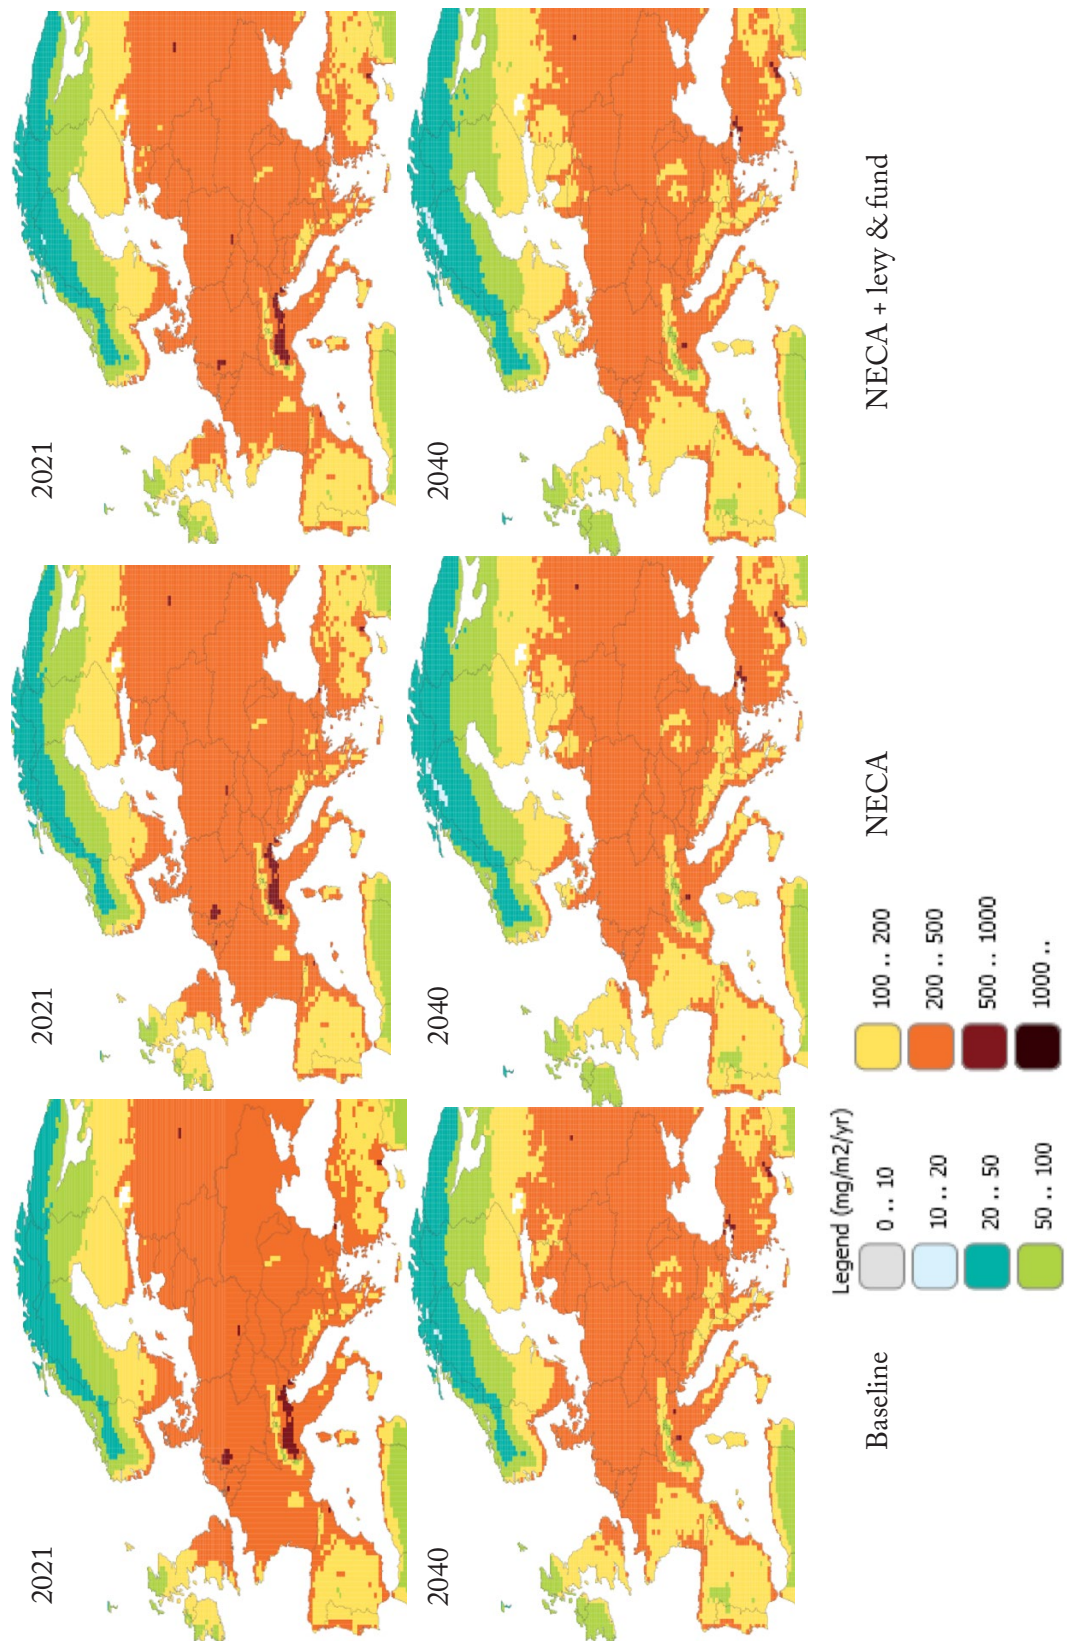 2021
2021
2021
2040
2040
2040
Baseline
NECA
NECA + levy & fund
Legend (mg/m2/yr)
0 .. 10
10 .. 20
20 .. 50
50 .. 100
100 .. 200
200 .. 500
500 .. 1000
1000 ..